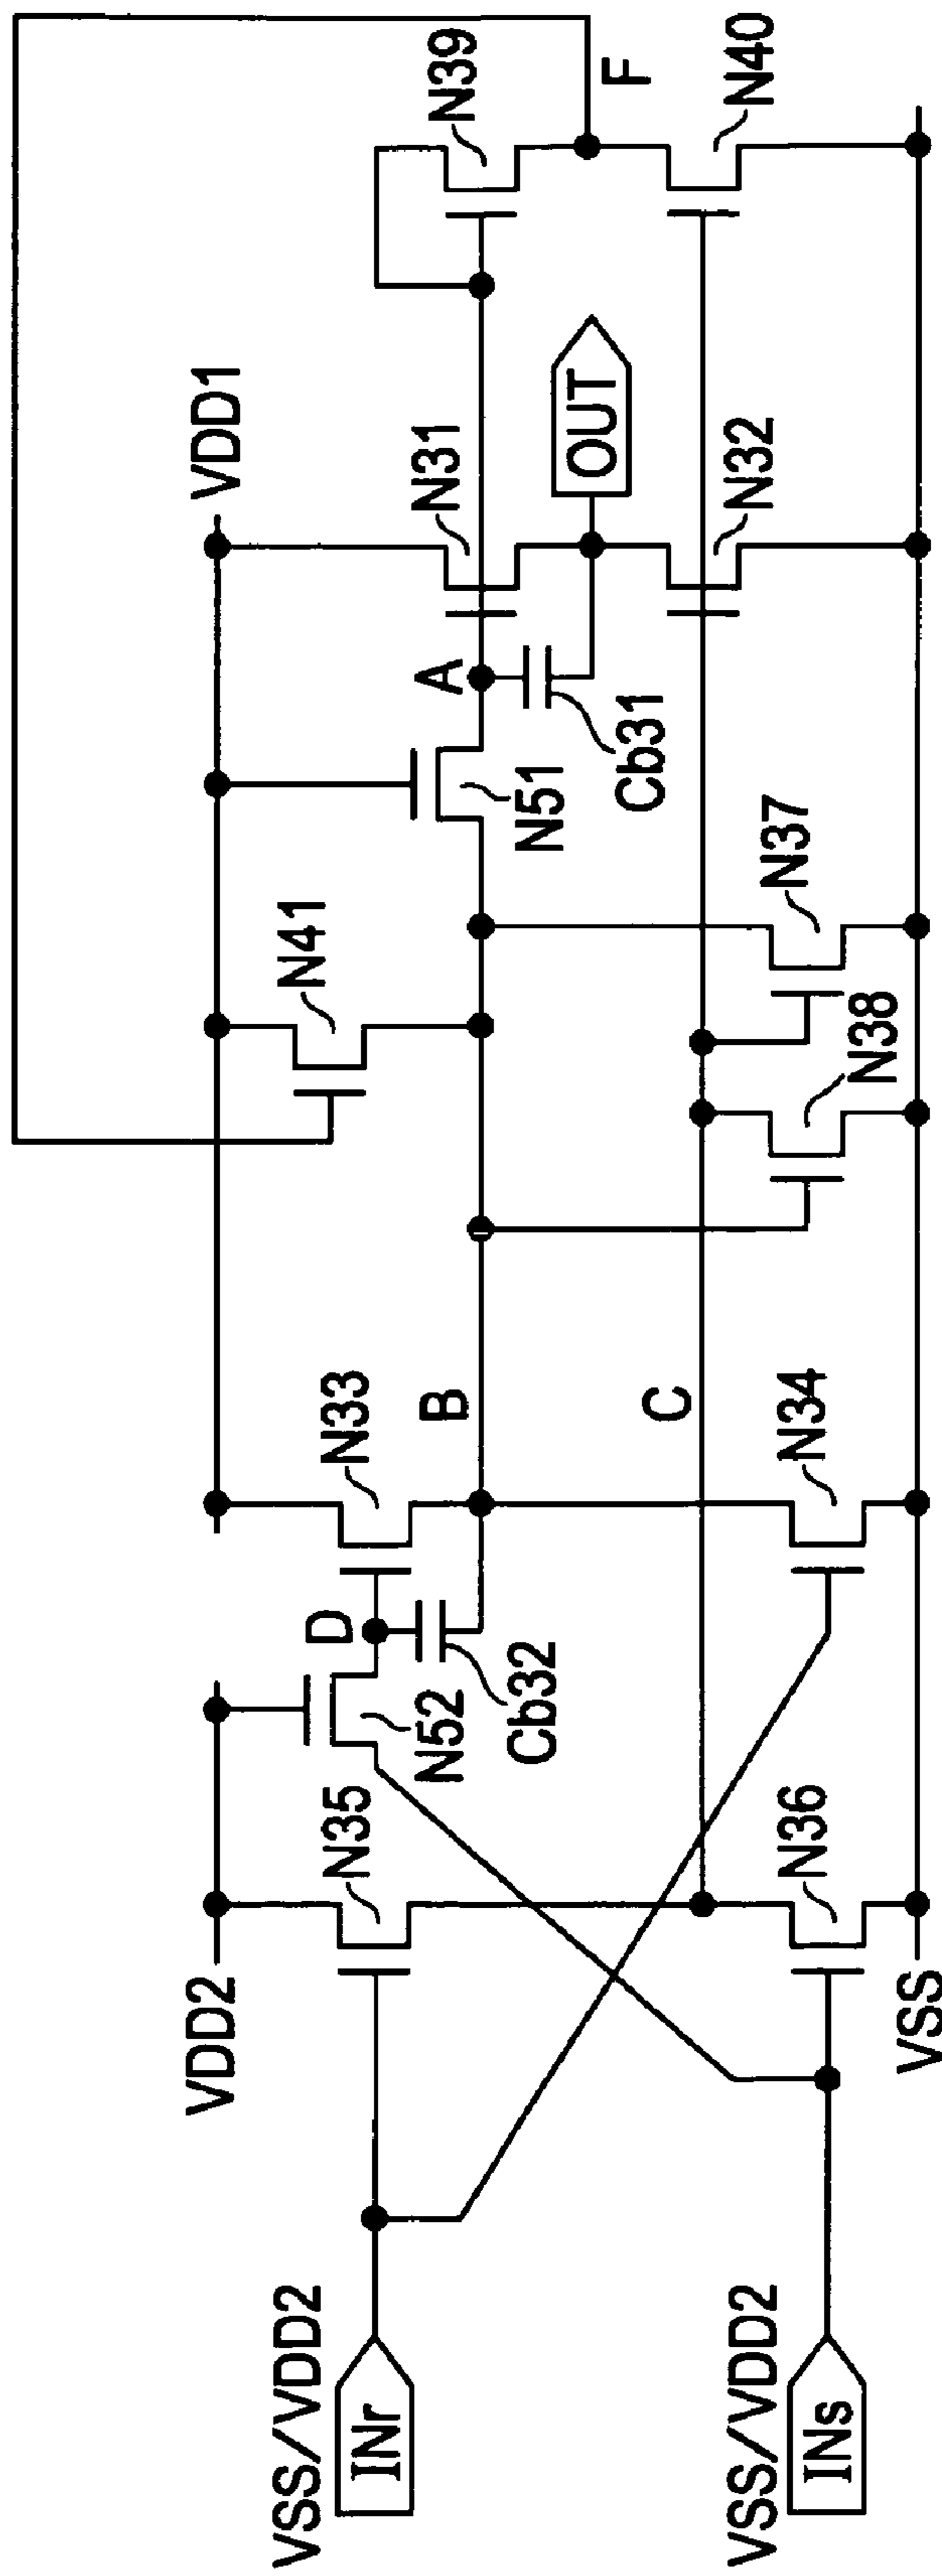 VDD1
N39
F
N40
N31
OUT
N32
A
Cb31
N51
N41
N37
N38
B
C
N33
N34
D
Cb32
N52
N35
N36
VDD2
VSS
VSS/VDD2
INr
VSS/VDD2
INs